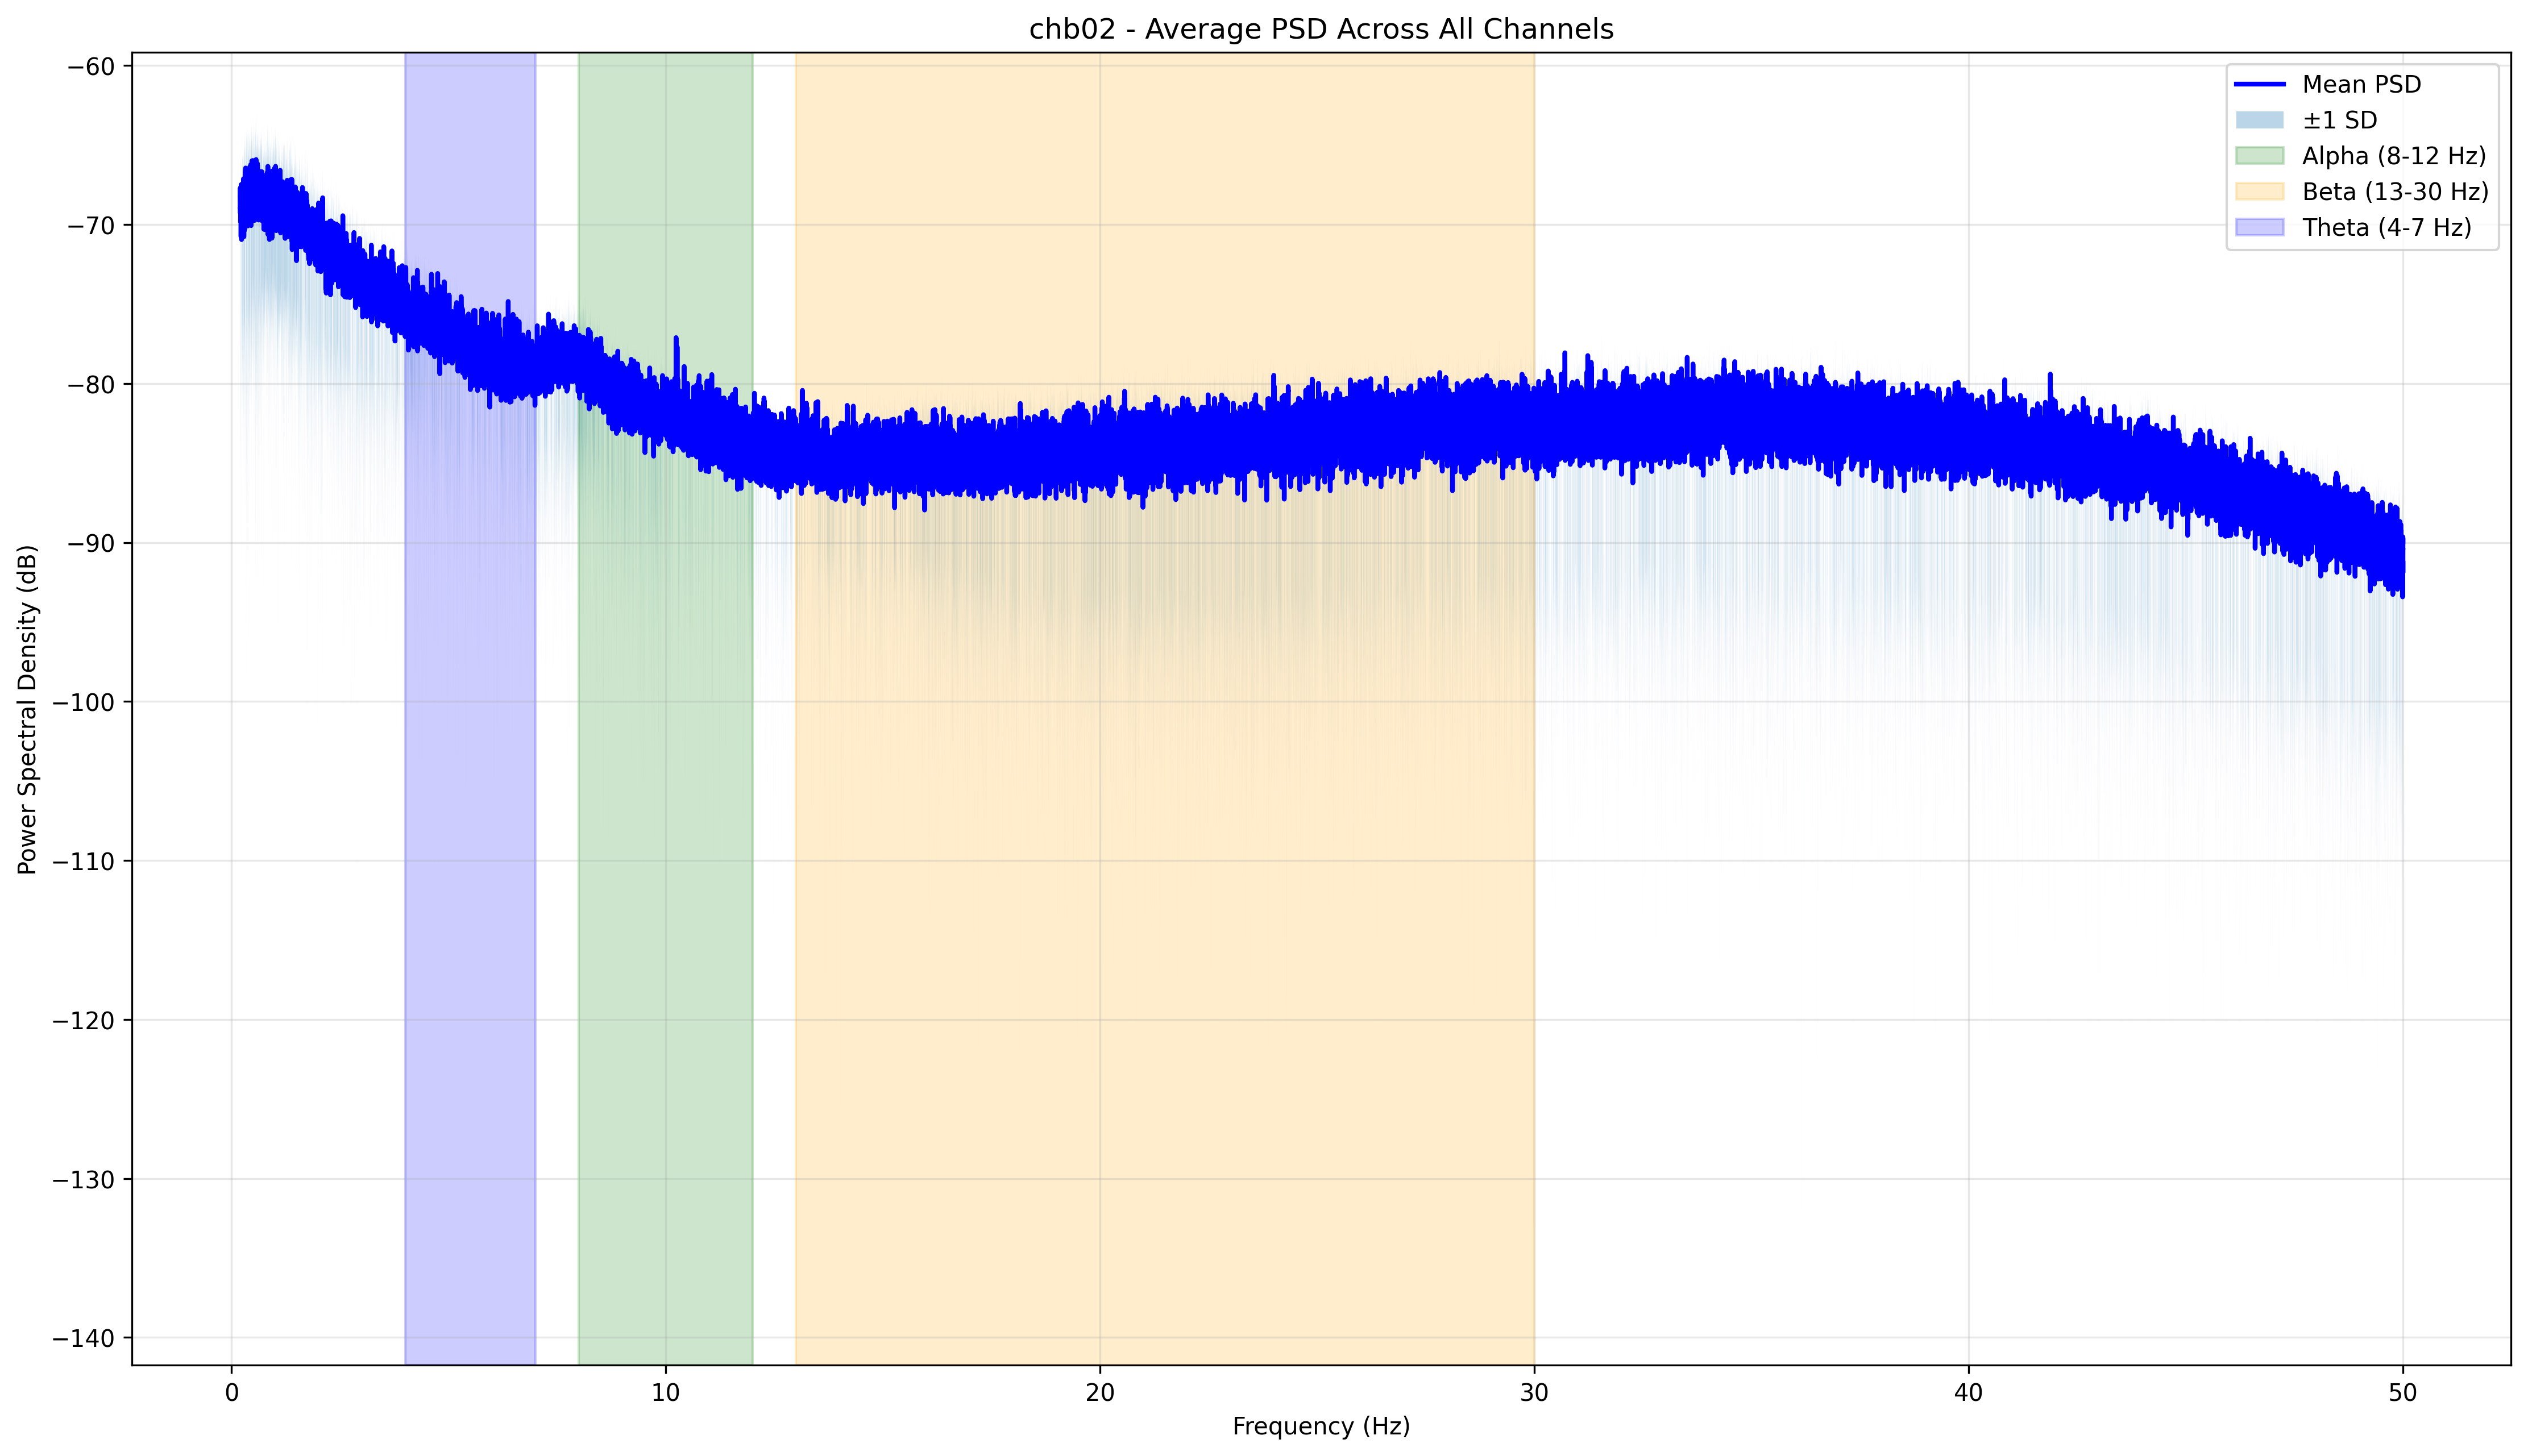 chb02 - Average PSD Across All Channels
Power Spectral Density (dB)
−60
−70
−80
−90
−100
−110
−120
−130
−140
Mean PSD
±1 SD
Alpha (8-12 Hz)
Beta (13-30 Hz)
Theta (4-7 Hz)
0
10
20
30
40
50
Frequency (Hz)